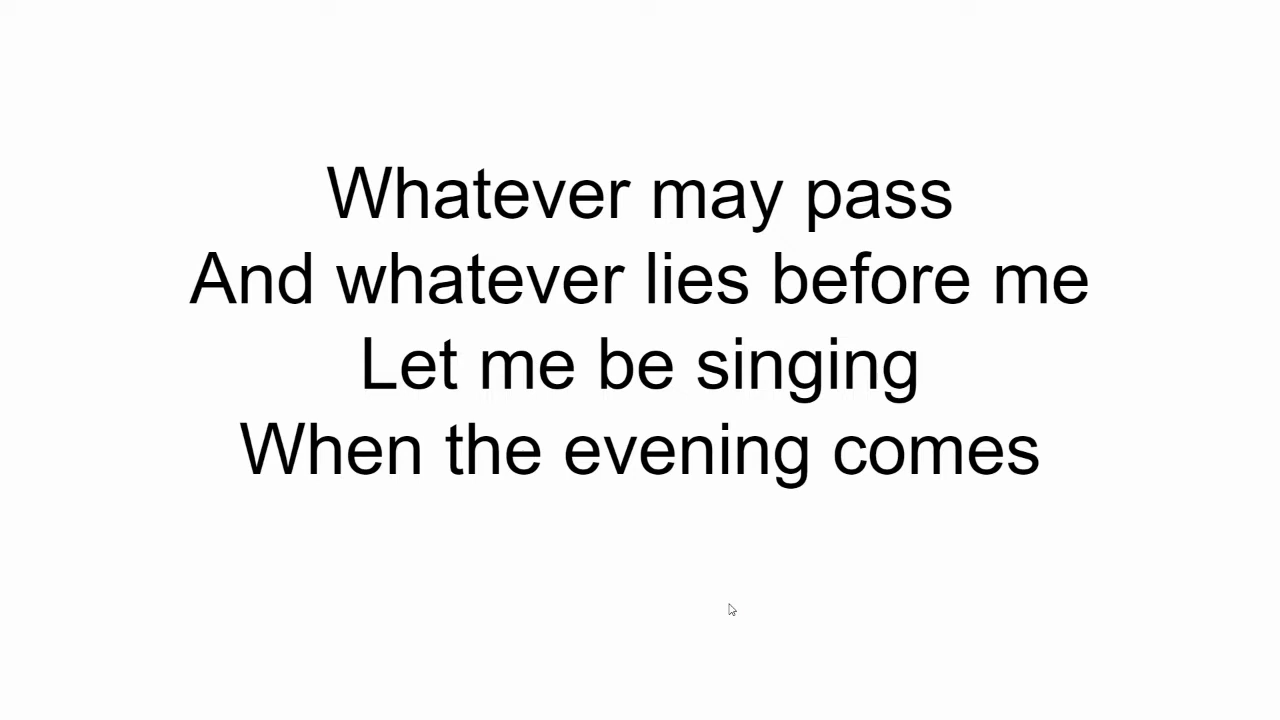 Whatever may pass
And whatever lies before me
Let me be singing
When the evening comes